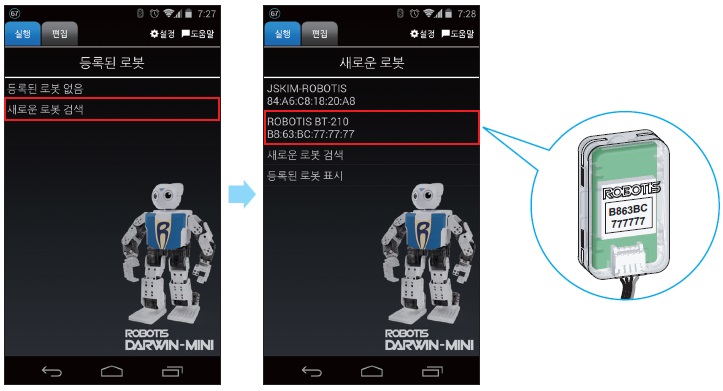 67
7:27
실행
편집
설정
도움말
등록된 로봇
등록된 로봇 없음
새로운 로봇 검색
ROBOTIS
DARWIN-MINI
67
7:28
실행
편집
설정
도움말
새로운 로봇
JSKIM-ROBOTIS
84:A6:C8:18:20:A8
ROBOTIS BT-210
B8:63:BC:77:77:77
새로운 로봇 검색
등록된 로봇 표시
ROBOTIS
DARWIN-MINI
ROBOTIS
B863BC
777777